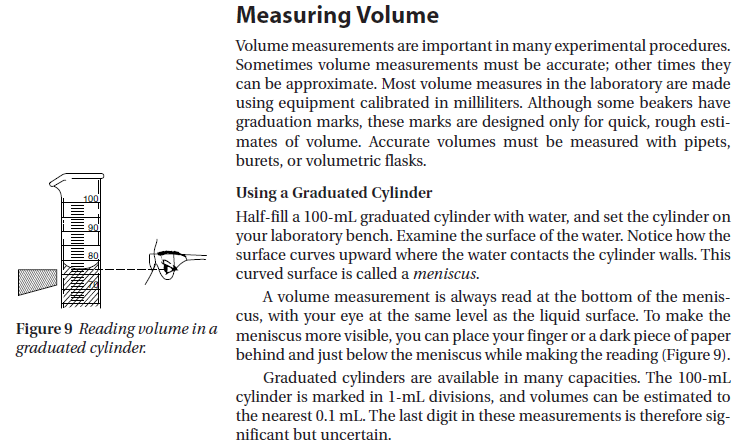 Measuring Volume
Volume measurements are important in many experimental procedures.
Sometimes volume measurements must be accurate; other times they
can be approximate. Most volume measures in the laboratory are made
using equipment calibrated in milliliters. Although some beakers have
graduation marks, these marks are designed only for quick, rough esti-
mates of volume. Accurate volumes must be measured with pipets,
burets, or volumetric flasks.
Using a Graduated Cylinder
Half-fill a 100-mL graduated cylinder with water, and set the cylinder on
your laboratory bench. Examine the surface of the water. Notice how the
surface curves upward where the water contacts the cylinder walls. This
curved surface is called a meniscus.
A volume measurement is always read at the bottom of the menis-
cus, with your eye at the same level as the liquid surface. To make the
meniscus more visible, you can place your finger or a dark piece of paper
behind and just below the meniscus while making the reading (Figure 9).
Graduated cylinders are available in many capacities. The 100-mL
cylinder is marked in 1-mL divisions, and volumes can be estimated to
the nearest 0.1 mL. The last digit in these measurements is therefore sig-
nificant but uncertain.
100
90
80
70
Figure 9 Reading volume in a
graduated cylinder.